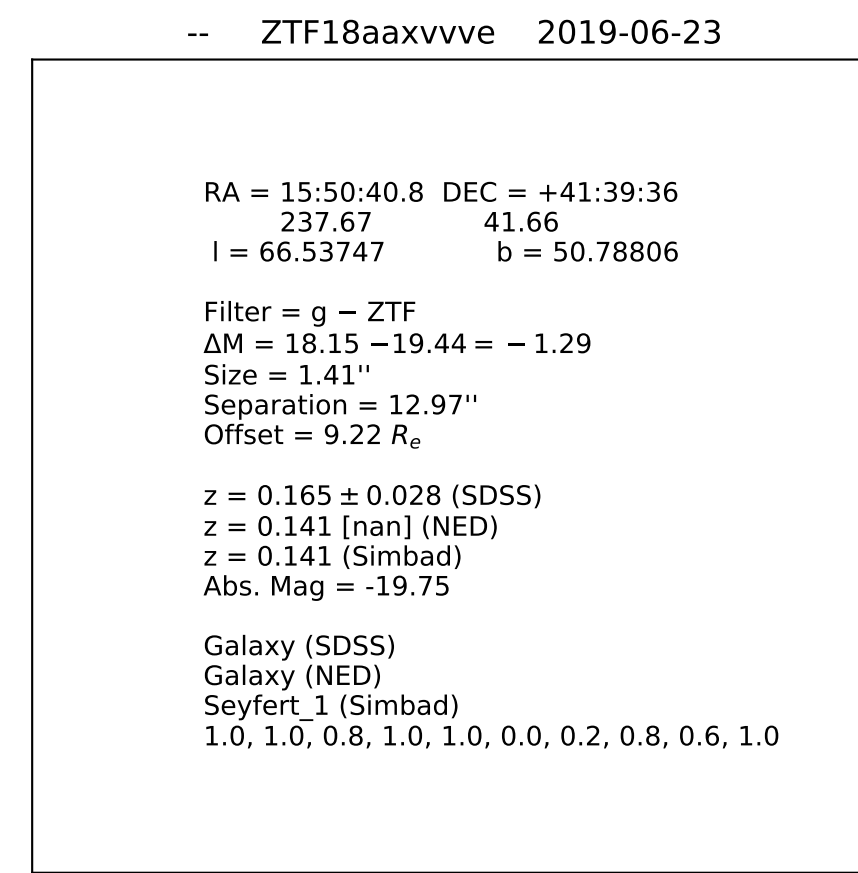 -- ZTF18aaxvvve 2019-06-23
RA = 15:50:40.8 DEC = +41:39:36
237.67 41.66
l = 66.53747 b = 50.78806
Filter = g − ZTF
ΔM = 18.15 −19.44 = − 1.29
Size = 1.41''
Separation = 12.97''
Offset = 9.22 Re
z = 0.165 ± 0.028 (SDSS)
z = 0.141 [nan] (NED)
z = 0.141 (Simbad)
Abs. Mag = -19.75
Galaxy (SDSS)
Galaxy (NED)
Seyfert_1 (Simbad)
1.0, 1.0, 0.8, 1.0, 1.0, 0.0, 0.2, 0.8, 0.6, 1.0